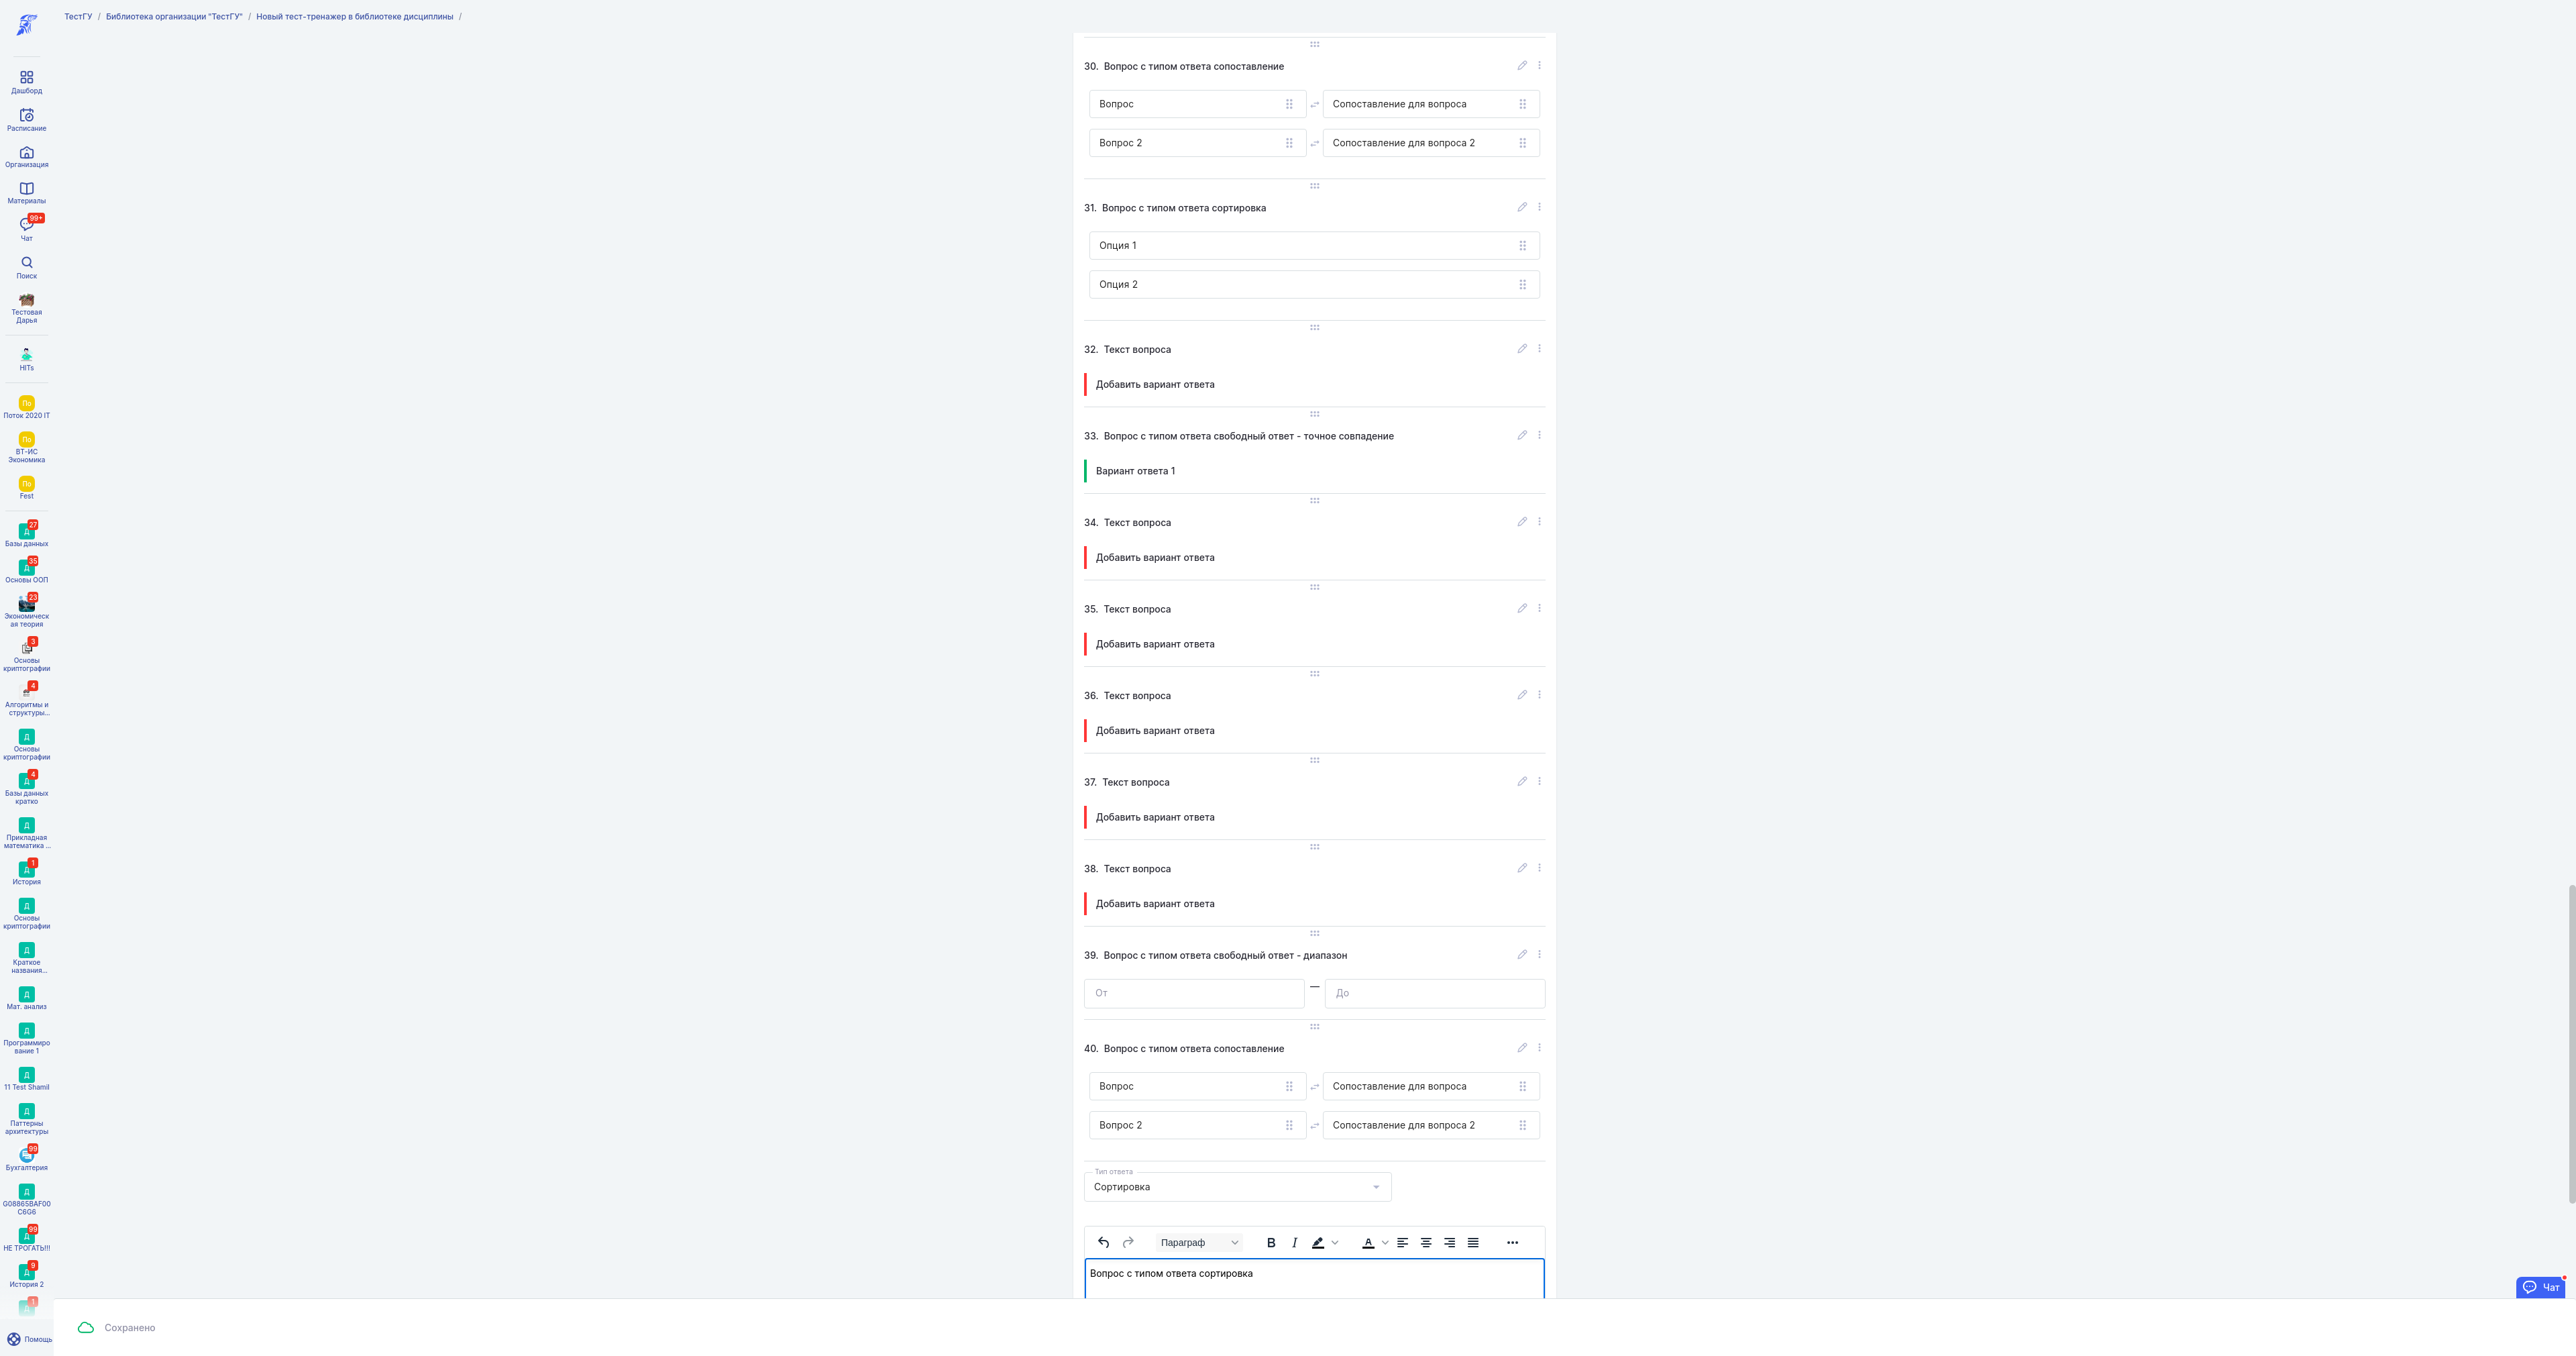 ТестГУ / Библиотека организации "ТестГУ" / Новый тест-тренажер в библиотеке дисциплины /
Дашборд
Расписание
Организация
Материалы
99+
Чат
Поиск
Тестовая
Дарья
HITs
По
Поток 2020 IT
По
ВТ-ИС
Экономика
По
Fest
27
Д
Базы данных
35
Д
Основы ООП
23
Экономическ
ая теория
3
Основы
криптографии
4
Алгоритмы и
структуры...
Д
Основы
криптографии
4
Д
Базы данных
кратко
Д
Прикладная
математика ...
1
Д
История
Д
Основы
криптографии
Д
Краткое
названия...
Д
Мат. анализ
Д
Программиро
вание 1
Д
11 Test Shamil
Д
Паттерны
архитектуры
99
Бухгалтерия
Д
G08865BAF00
C6G6
99
Д
НЕ ТРОГАТЬ!!!
9
Д
История 2
1
Д
Помощь
30. Вопрос с типом ответа сопоставление
Вопрос Сопоставление для вопроса
Вопрос 2 Сопоставление для вопроса 2
31. Вопрос с типом ответа сортировка
Опция 1
Опция 2
32. Текст вопроса
Добавить вариант ответа
33. Вопрос с типом ответа свободный ответ - точное совпадение
Вариант ответа 1
34. Текст вопроса
Добавить вариант ответа
35. Текст вопроса
Добавить вариант ответа
36. Текст вопроса
Добавить вариант ответа
37. Текст вопроса
Добавить вариант ответа
38. Текст вопроса
Добавить вариант ответа
39. Вопрос с типом ответа свободный ответ - диапазон
От — До
40. Вопрос с типом ответа сопоставление
Вопрос Сопоставление для вопроса
Вопрос 2 Сопоставление для вопроса 2
Тип ответа
Сортировка
Параграф B I A
Вопрос с типом ответа сортировка
Чат
Сохранено